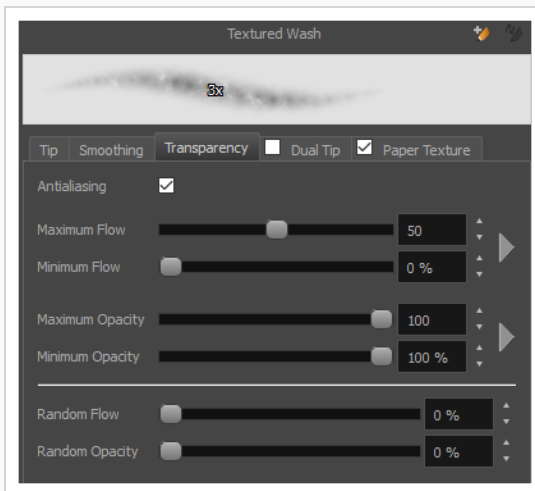 Textured Wash
3x
Tip Smoothing Transparency Dual Tip Paper Texture
Antialiasing
Maximum Flow 50
Minimum Flow 0 %
Maximum Opacity 100
Minimum Opacity 100 %
Random Flow 0 %
Random Opacity 0 %